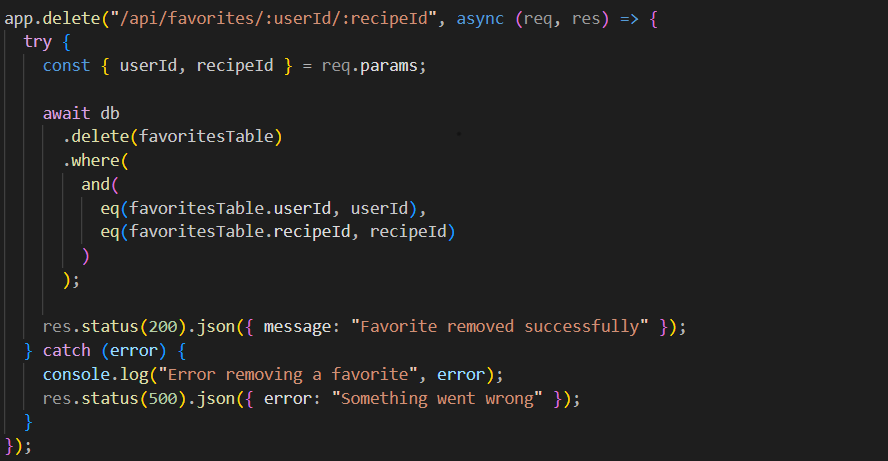 app.delete("/api/favorites/:userId/:recipeId", async (req, res) => {
  try {
    const { userId, recipeId } = req.params;

    await db
      .delete(favoritesTable)
      .where(
        and(
          eq(favoritesTable.userId, userId),
          eq(favoritesTable.recipeId, recipeId)
        )
      );

    res.status(200).json({ message: "Favorite removed successfully" });
  } catch (error) {
    console.log("Error removing a favorite", error);
    res.status(500).json({ error: "Something went wrong" });
  }
});